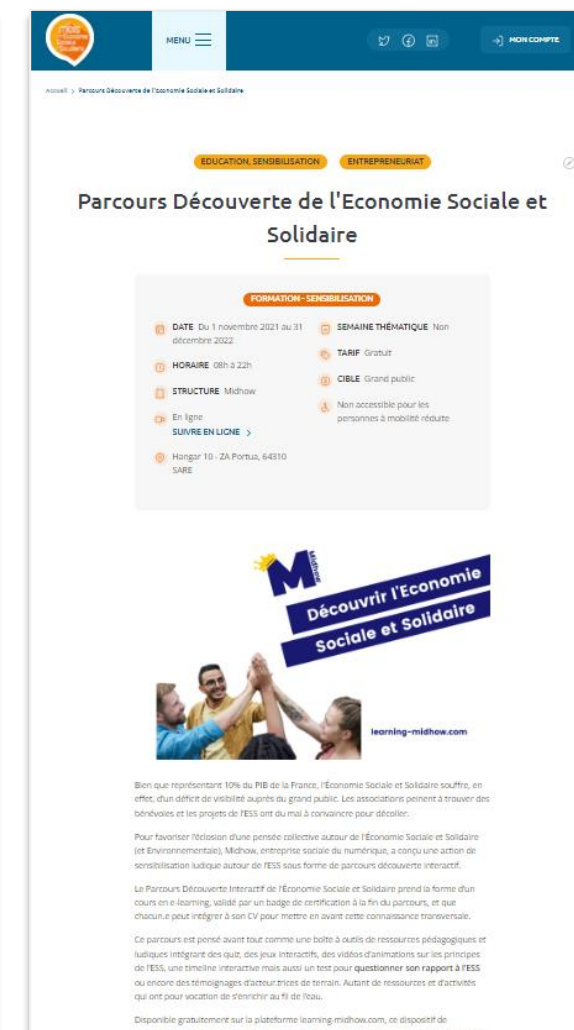 mois
de l'Économie
Sociale
Solidaire
MENU
in
MON COMPTE
Accueil > Parcours Découverte de l'Economie Sociale et Solidaire
EDUCATION, SENSIBILISATION ENTREPRENEURIAT
Parcours Découverte de l'Economie Sociale et
Solidaire
FORMATION - SENSIBILISATION
DATE Du 1 novembre 2021 au 31
décembre 2022
HORAIRE 08h à 22h
STRUCTURE Midhow
En ligne
SUIVRE EN LIGNE >
Hangar 10 - ZA Portua, 64310
SARE
SEMAINE THÉMATIQUE Non
TARIF Gratuit
CIBLE Grand public
Non accessible pour les
personnes à mobilité réduite
M Midhow
Découvrir l'Economie
Sociale et Solidaire
learning-midhow.com
Bien que représentant 10% du PIB de la France, l'Économie Sociale et Solidaire souffre, en
effet, d'un déficit de visibilité auprès du grand public. Les associations peinent à trouver des
bénévoles et les projets de l'ESS ont du mal à convaincre pour décoller.
Pour favoriser l'éclosion d'une pensée collective autour de l'Économie Sociale et Solidaire
(et Environnementale), Midhow, entreprise sociale du numérique, a conçu une action de
sensibilisation ludique autour de l'ESS sous forme de parcours découverte interactif.
Le Parcours Découverte Interactif de l'Économie Sociale et Solidaire prend la forme d'un
cours en e-learning, validé par un badge de certification à la fin du parcours, et que
chacun.e peut intégrer à son CV pour mettre en avant cette connaissance transversale.
Ce parcours est pensé avant tout comme une boîte à outils de ressources pédagogiques et
ludiques intégrant des quiz, des jeux interactifs, des vidéos d'animations sur les principes
de l'ESS, une timeline interactive mais aussi un test pour questionner son rapport à l'ESS
ou encore des témoignages d'acteur.trices de terrain. Autant de ressources et d'activités
qui ont pour vocation de s'enrichir au fil de l'eau.
Disponible gratuitement sur la plateforme learning-midhow.com, ce dispositif de